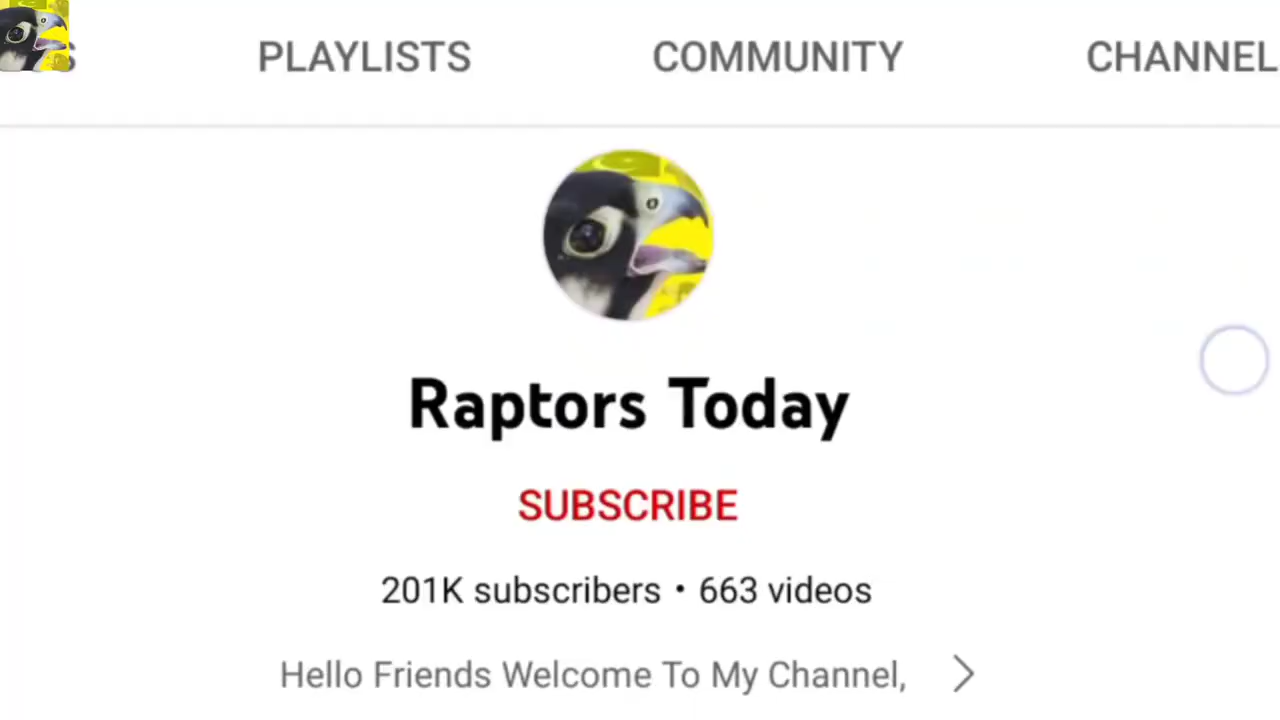 S PLAYLISTS COMMUNITY CHANNEL
Raptors Today
SUBSCRIBE
201K subscribers • 663 videos
Hello Friends Welcome To My Channel,